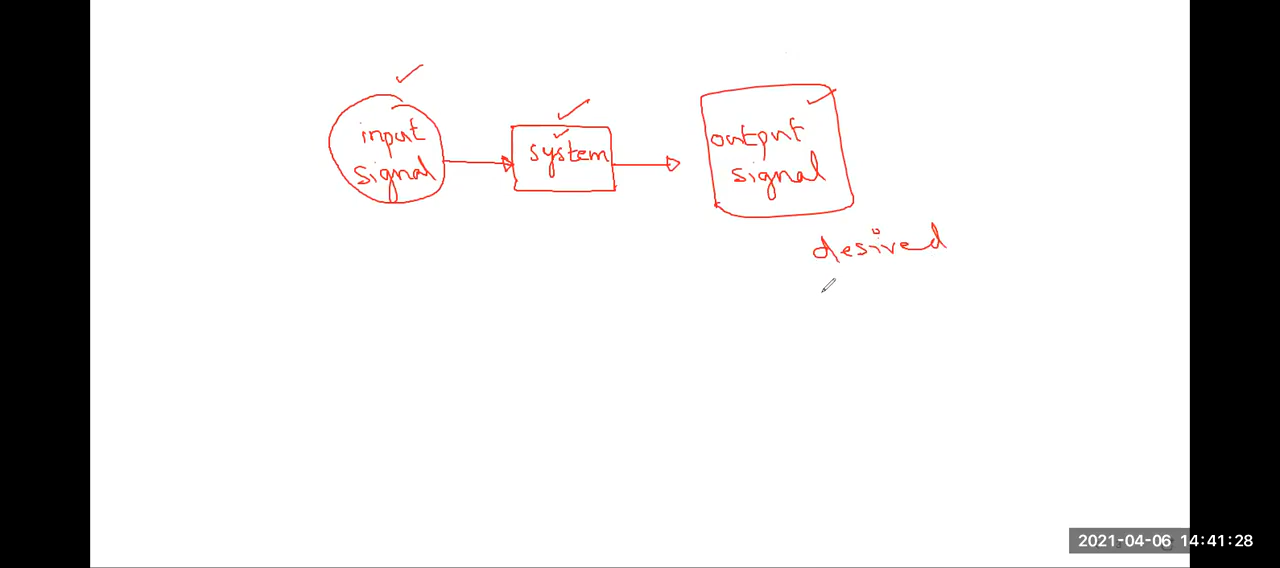 input
signal
system
output
signal
desired
2021-04-06 14:41:28